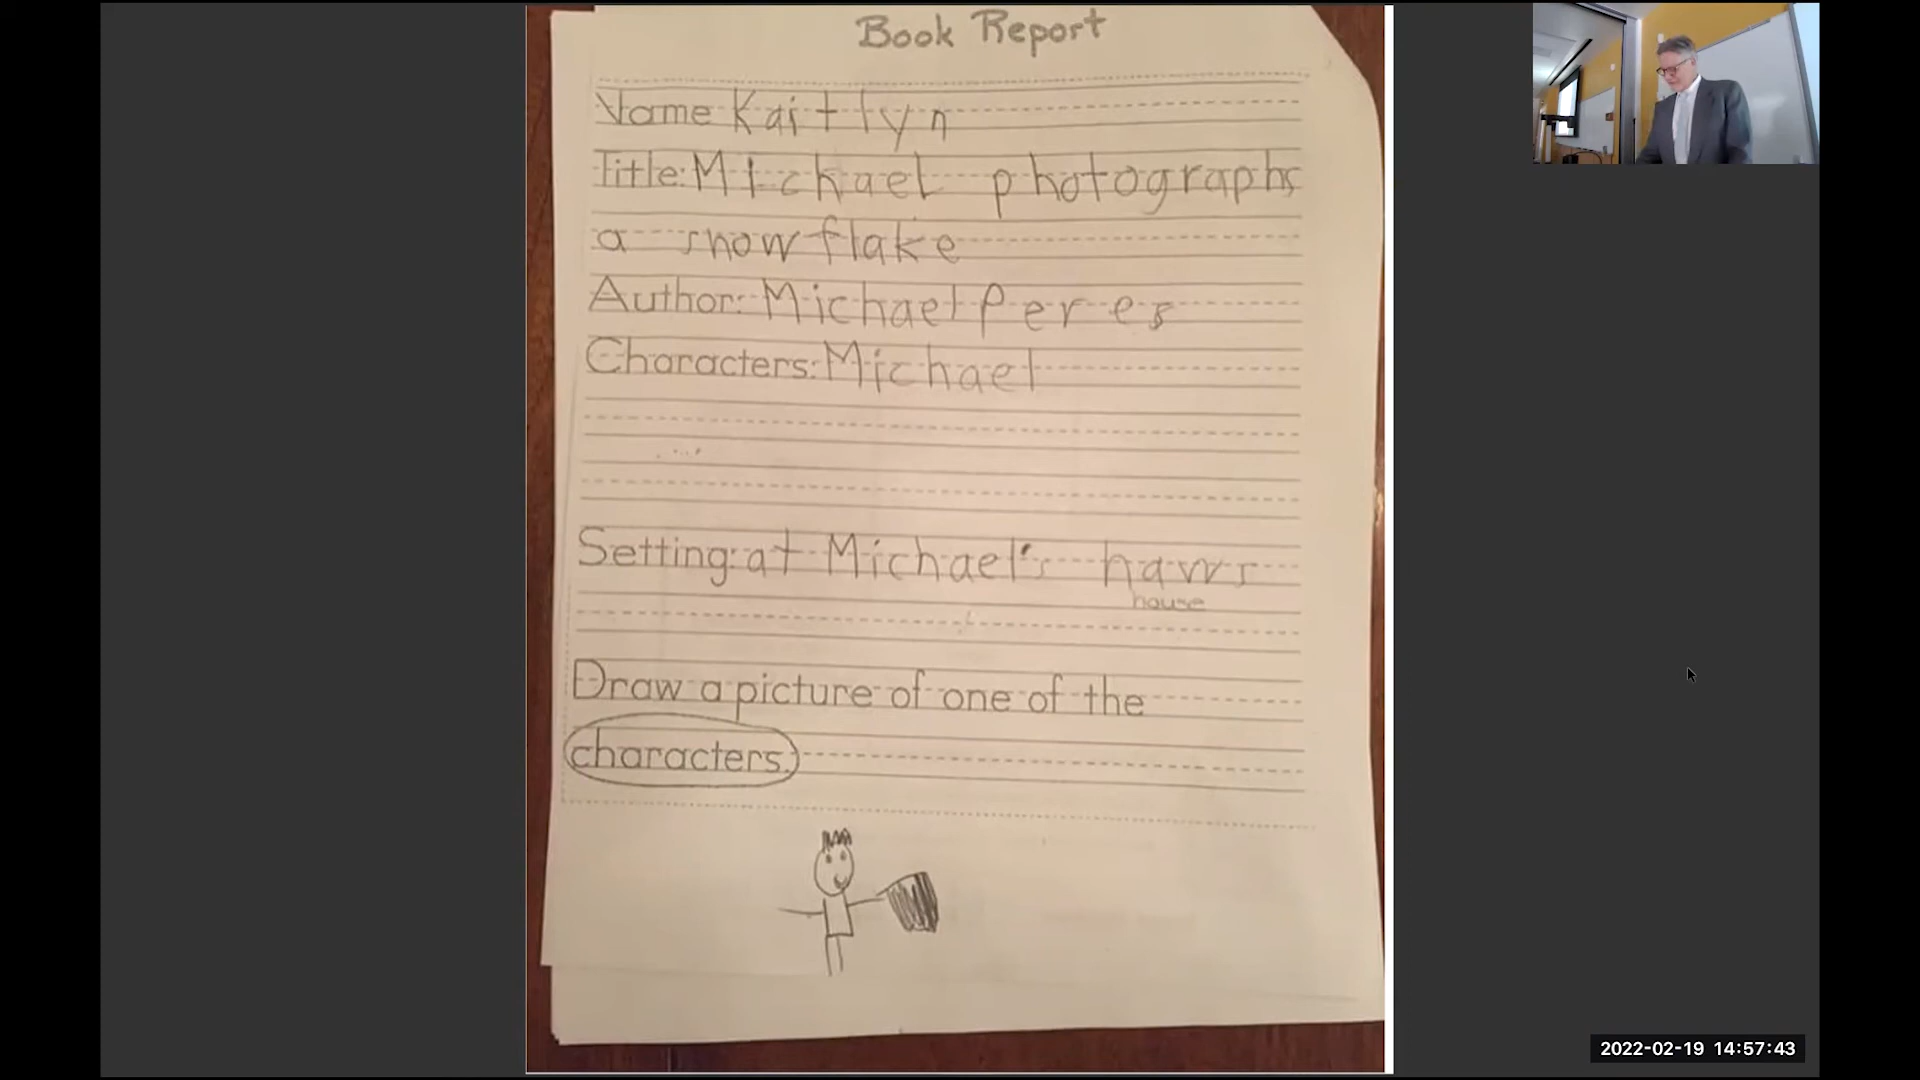 Book Report
Name Kaitlyn
Title: Michael photographs
a snowflake
Author: Michael Peres
Characters: Michael
Setting: at Michael's haws
house
Draw a picture of one of the
characters.
2022-02-19 14:57:43